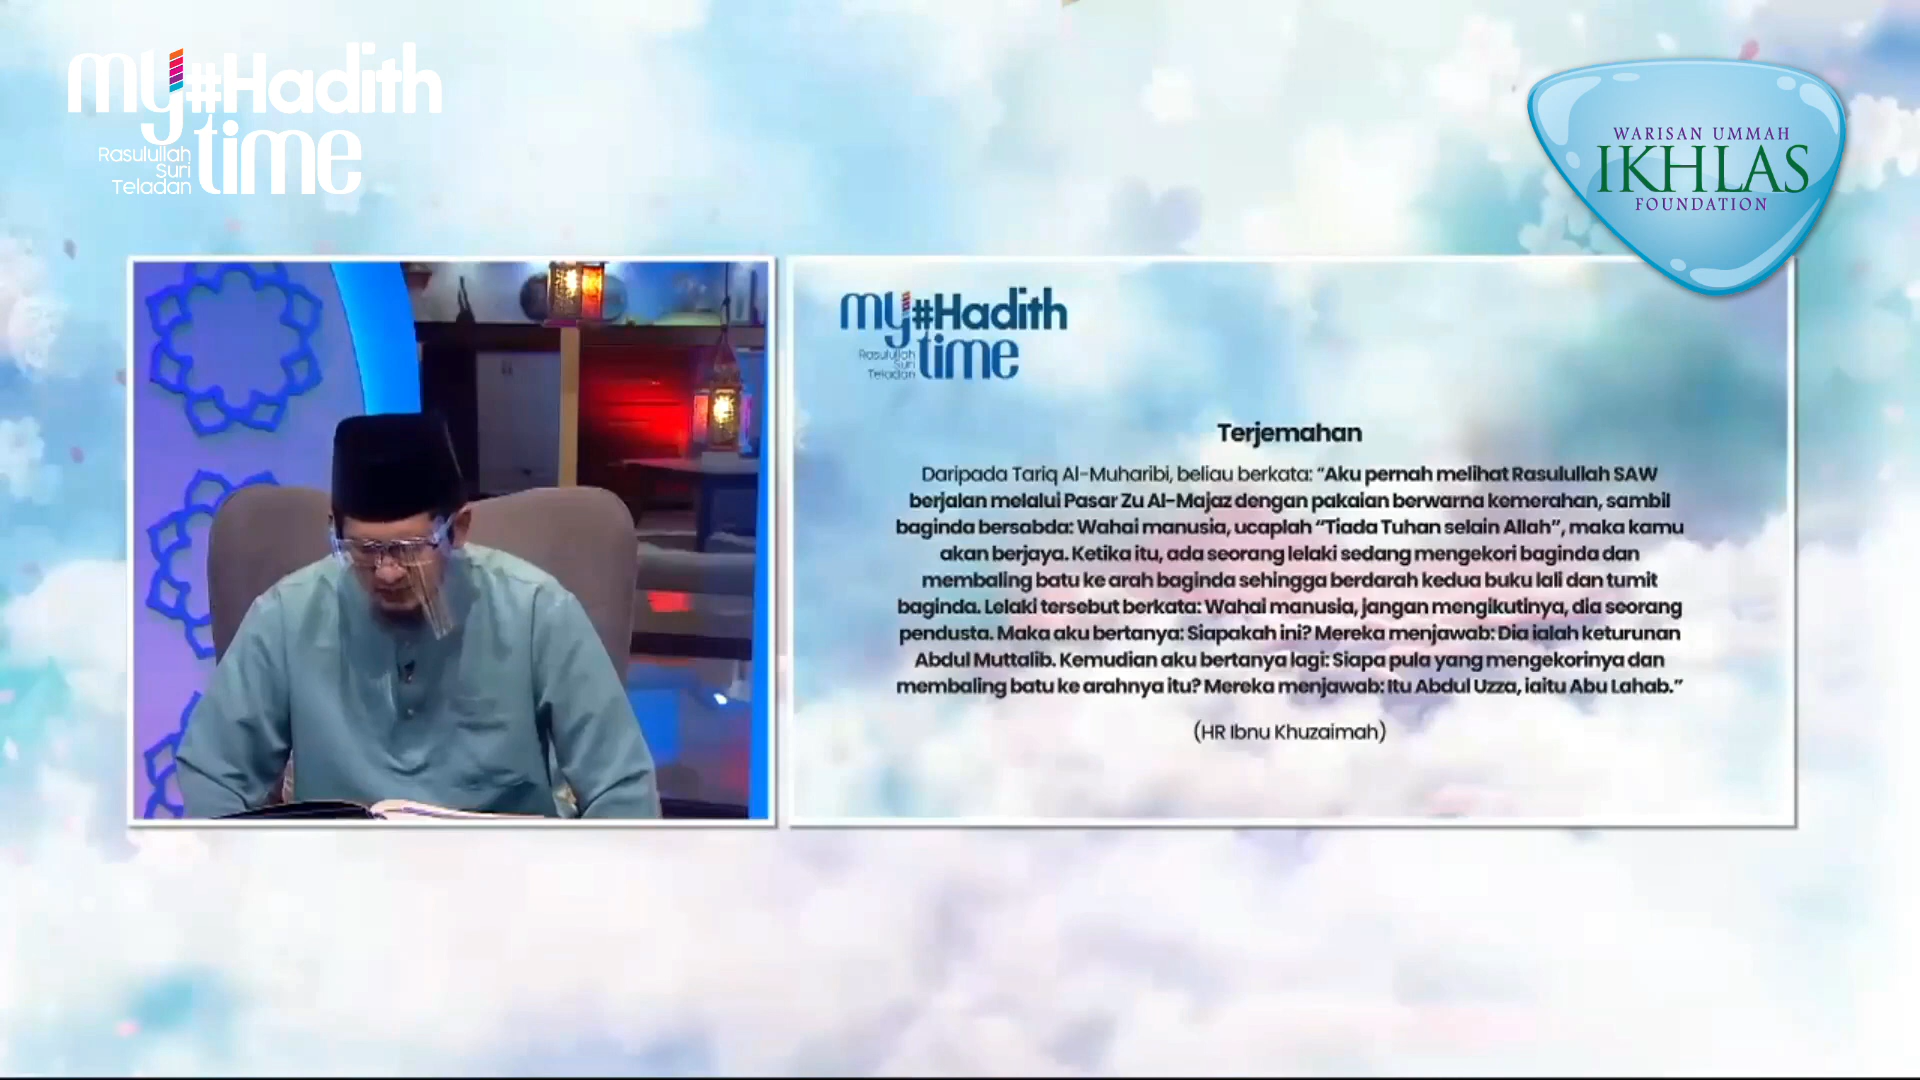 my#Hadith
time
Rasulullah
Suri
Teladan
WARISAN UMMAH
IKHLAS
FOUNDATION
my#Hadith
time
Rasulullah
Suri
Teladan
Terjemahan
Daripada Tariq Al-Muharibi, beliau berkata: “Aku pernah melihat Rasulullah SAW
berjalan melalui Pasar Zu Al-Majaz dengan pakaian berwarna kemerahan, sambil
baginda bersabda: Wahai manusia, ucaplah “Tiada Tuhan selain Allah”, maka kamu
akan berjaya. Ketika itu, ada seorang lelaki sedang mengekori baginda dan
membaling batu ke arah baginda sehingga berdarah kedua buku lali dan tumit
baginda. Lelaki tersebut berkata: Wahai manusia, jangan mengikutinya, dia seorang
pendusta. Maka aku bertanya: Siapakah ini? Mereka menjawab: Dia ialah keturunan
Abdul Muttalib. Kemudian aku bertanya lagi: Siapa pula yang mengekorinya dan
membaling batu ke arahnya itu? Mereka menjawab: Itu Abdul Uzza, iaitu Abu Lahab.”
(HR Ibnu Khuzaimah)